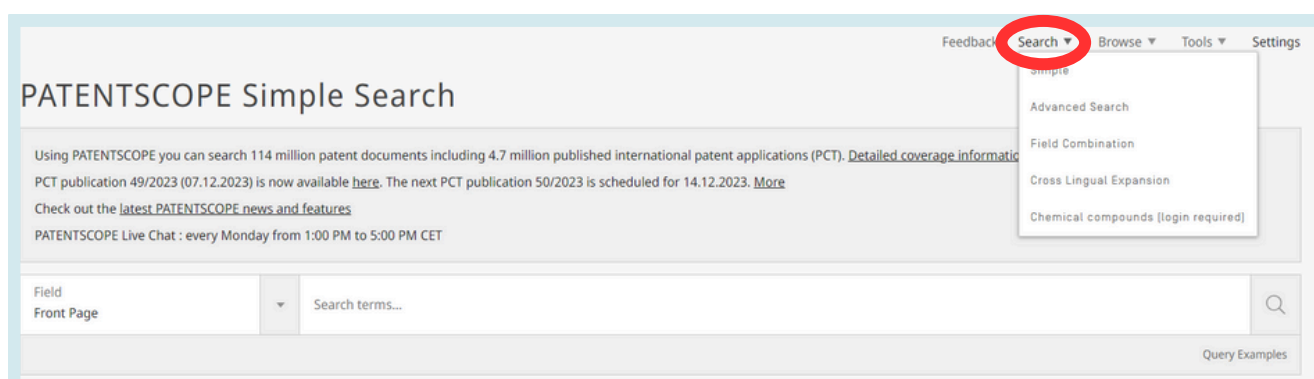 Feedback Search ▼ Browse ▼ Tools ▼ Settings
Simple
PATENTSCOPE Simple Search
Advanced Search
Field Combination
Cross Lingual Expansion
Chemical compounds (login required)
Using PATENTSCOPE you can search 114 million patent documents including 4.7 million published international patent applications (PCT). Detailed coverage informatio
PCT publication 49/2023 (07.12.2023) is now available here. The next PCT publication 50/2023 is scheduled for 14.12.2023. More
Check out the latest PATENTSCOPE news and features
PATENTSCOPE Live Chat : every Monday from 1:00 PM to 5:00 PM CET
Field
Front Page
Search terms...
Query Examples